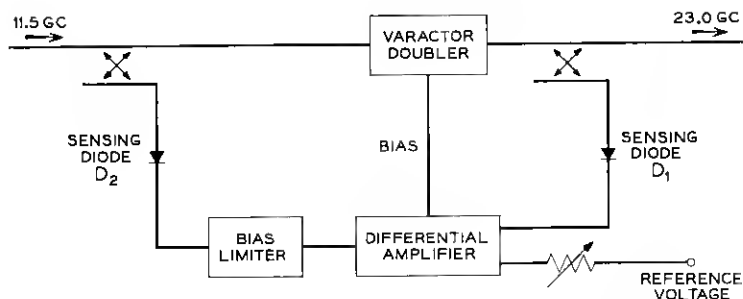 11.5 GC
23.0 GC
VARACTOR
DOUBLER
SENSING
DIODE
D2
BIAS
SENSING
DIODE
D1
BIAS
LIMITER
DIFFERENTIAL
AMPLIFIER
REFERENCE
VOLTAGE